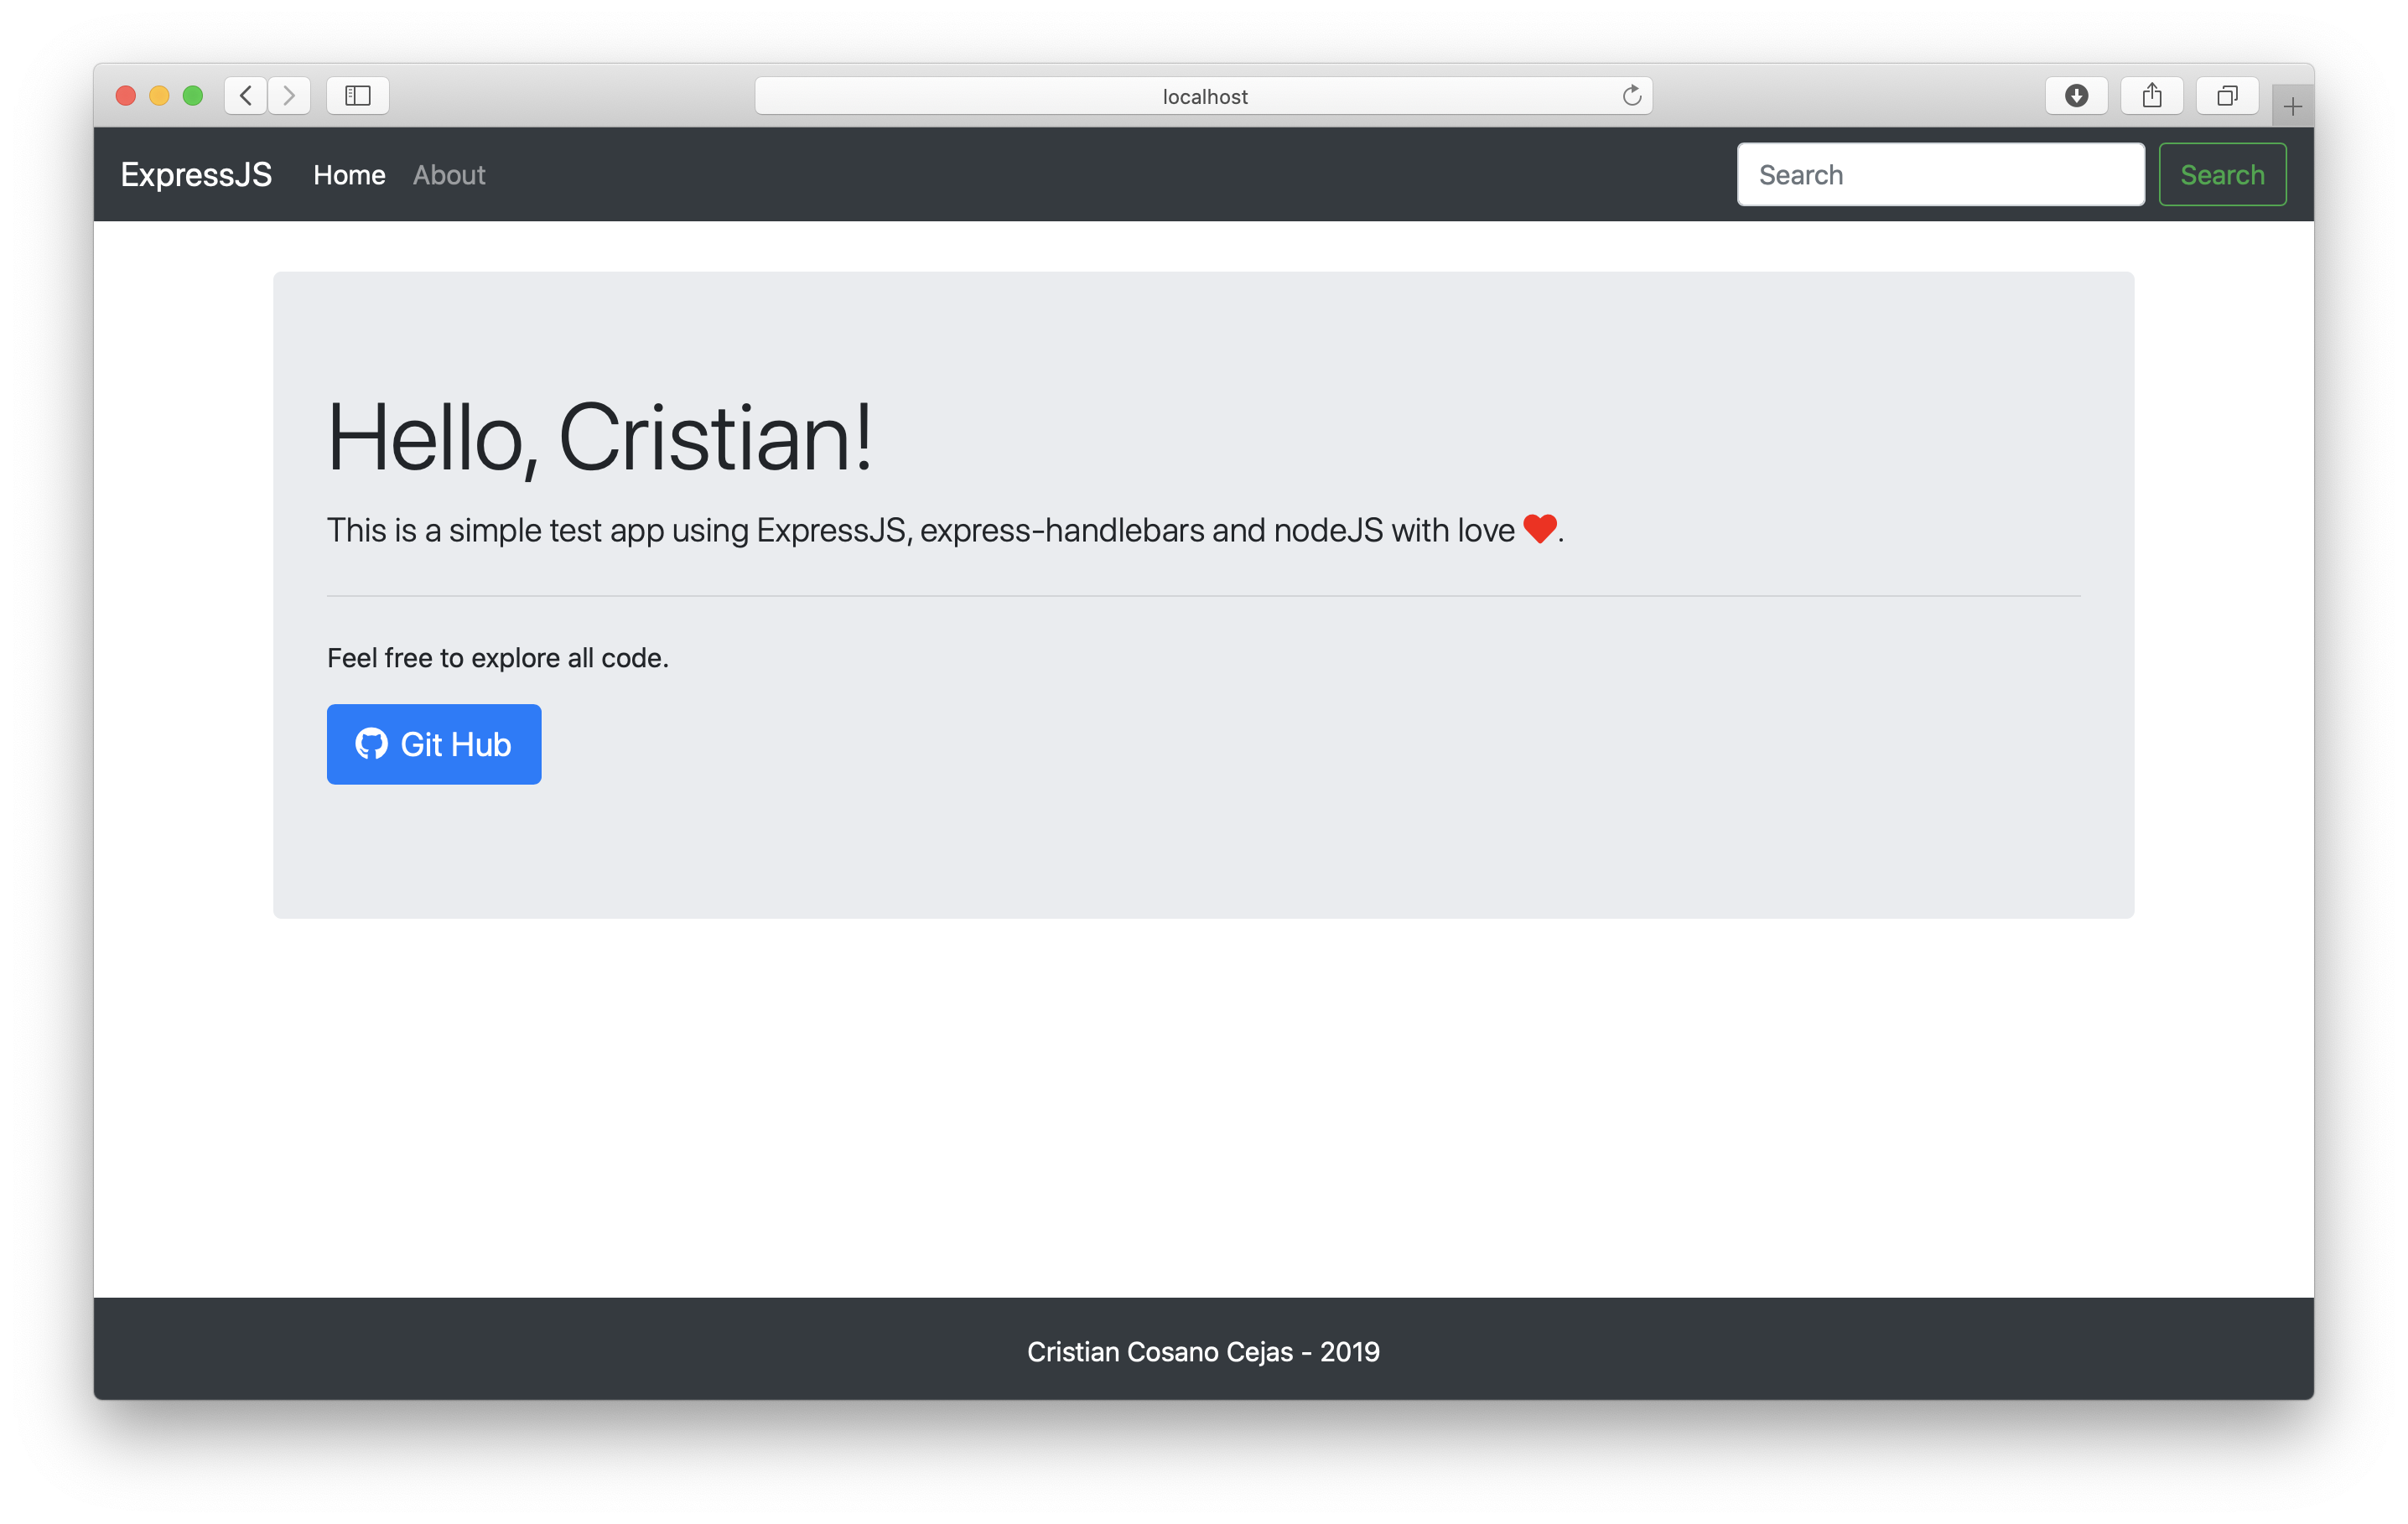 localhost
ExpressJS Home About Search Search
Hello, Cristian!
This is a simple test app using ExpressJS, express-handlebars and nodeJS with love ❤.
Feel free to explore all code.
Git Hub
Cristian Cosano Cejas - 2019